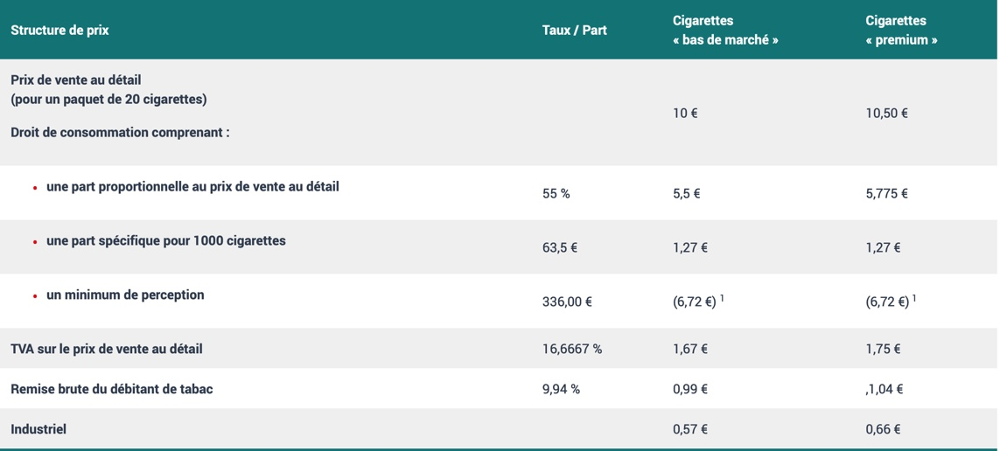 Structure de prix
Taux / Part
Cigarettes
« bas de marché »
Cigarettes
« premium »
Prix de vente au détail
(pour un paquet de 20 cigarettes)
10 €
10,50 €
Droit de consommation comprenant :
• une part proportionnelle au prix de vente au détail
55 %
5,5 €
5,775 €
• une part spécifique pour 1000 cigarettes
63,5 €
1,27 €
1,27 €
• un minimum de perception
336,00 €
(6,72 €) 1
(6,72 €) 1
TVA sur le prix de vente au détail
16,6667 %
1,67 €
1,75 €
Remise brute du débitant de tabac
9,94 %
0,99 €
,1,04 €
Industriel
0,57 €
0,66 €